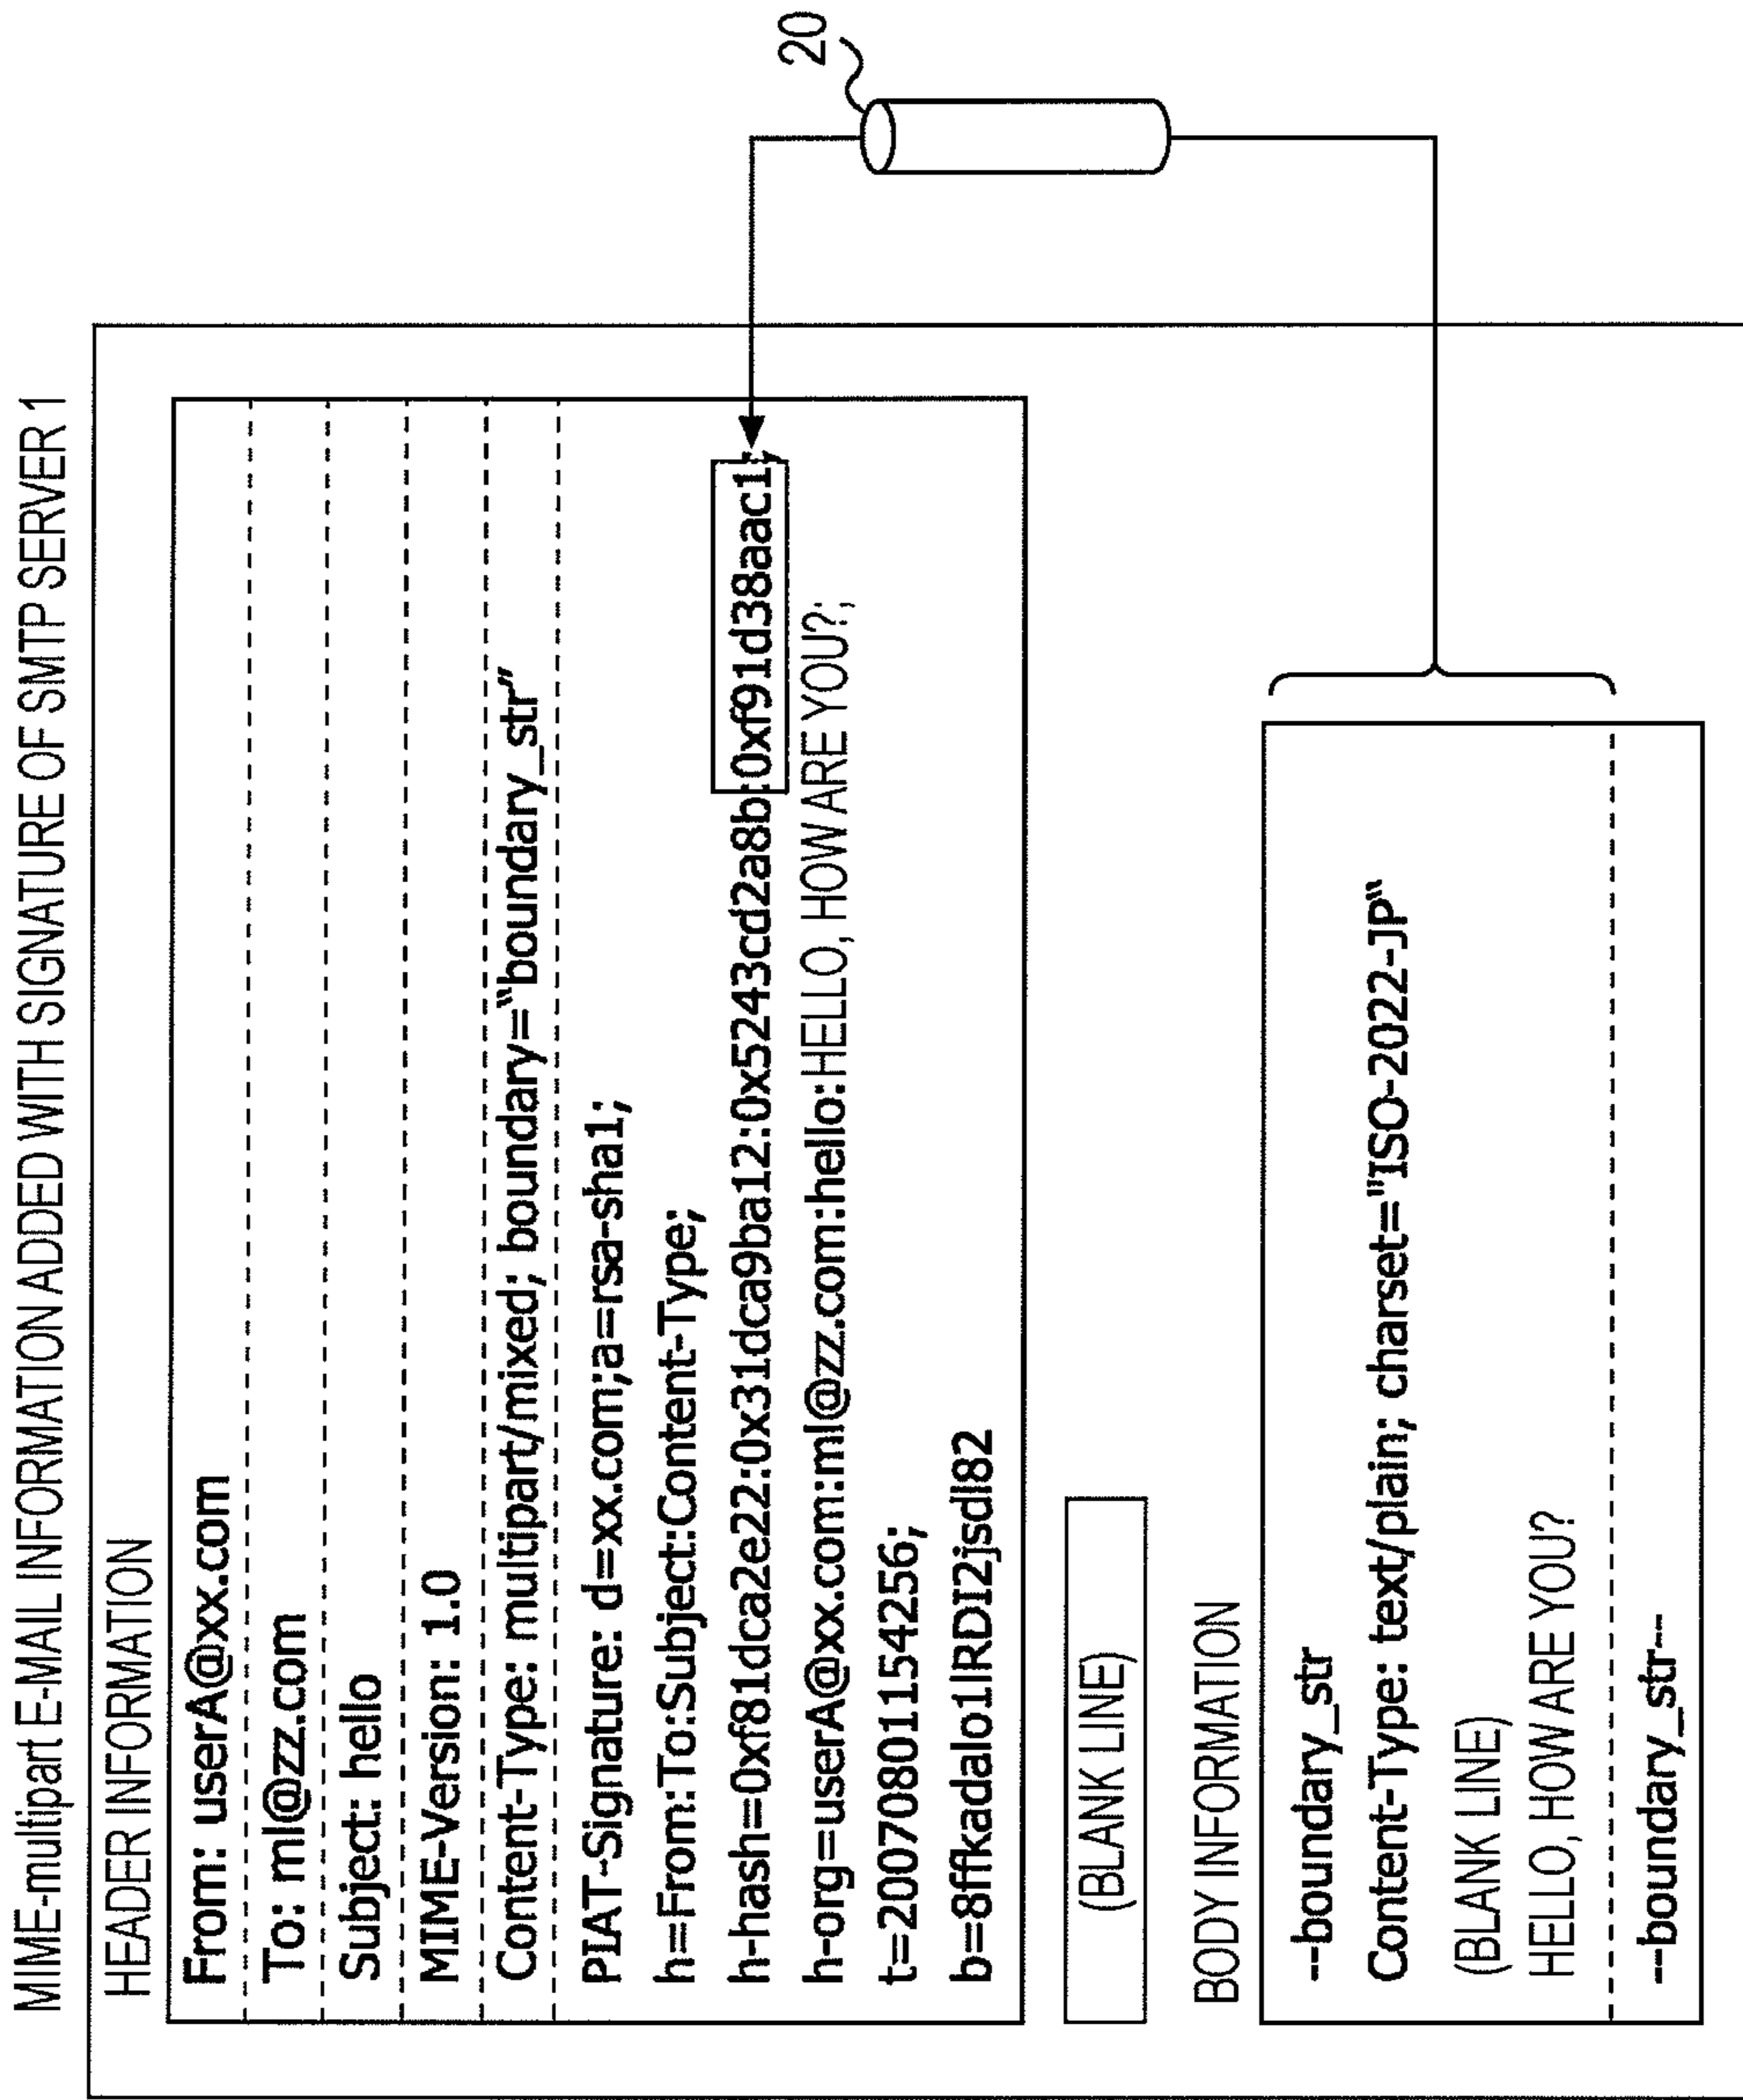 MIME-multipart E-MAIL INFORMATION ADDED WITH SIGNATURE OF SMTP SERVER 1
HEADER INFORMATION
From: userA@xx.com
To: ml@zz.com
Subject: hello
MIME-Version: 1.0
Content-Type: multipart/mixed; boundary=“boundary_str”
PIAT-Signature: d=xx.com;a=rsa-sha1;
h=From:To:Subject:Content-Type;
h-hash=0xf81dca2e22:0x31dca9ba12:0x5243cd2a8b:0xf91d38aac1;
h-org=userA@xx.com:ml@zz.com:hello:HELLO, HOW ARE YOU?;
t=20070801154256;
b=8ffkadalo1lRDI2jsdl82
20
(BLANK LINE)
BODY INFORMATION
--boundary_str
Content-Type: text/plain; charset="ISO-2022-JP“
(BLANK LINE)
HELLO, HOW ARE YOU?
--boundary_str--